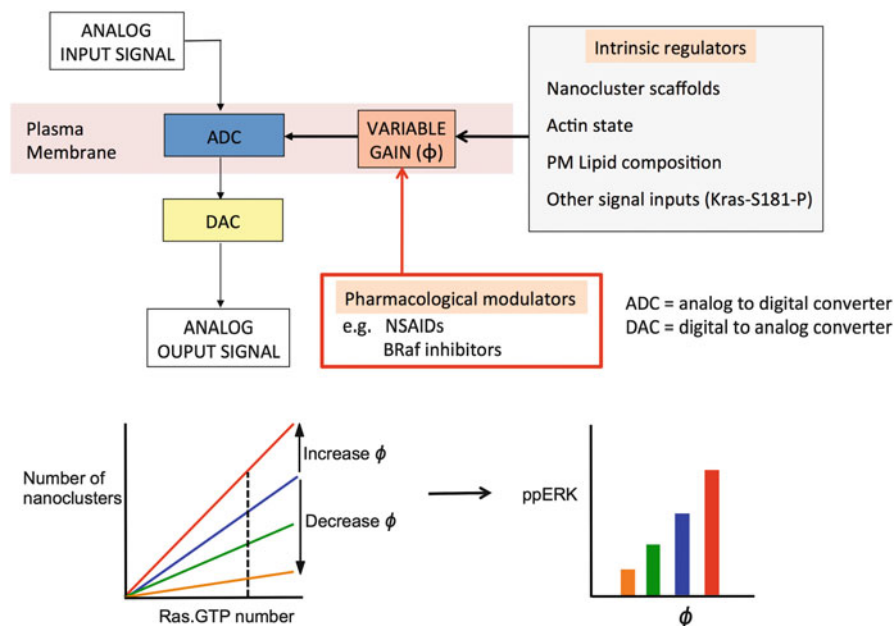 ANALOG
INPUT SIGNAL
Plasma
Membrane
ADC
VARIABLE
GAIN (ϕ)
Intrinsic regulators
Nanocluster scaffolds
Actin state
PM Lipid composition
Other signal inputs (Kras-S181-P)
DAC
ANALOG
OUPUT SIGNAL
Pharmacological modulators
e.g. NSAIDs
BRaf inhibitors
ADC = analog to digital converter
DAC = digital to analog converter
Number of
nanoclusters
Increase ϕ
Decrease ϕ
Ras.GTP number
ppERK
ϕ